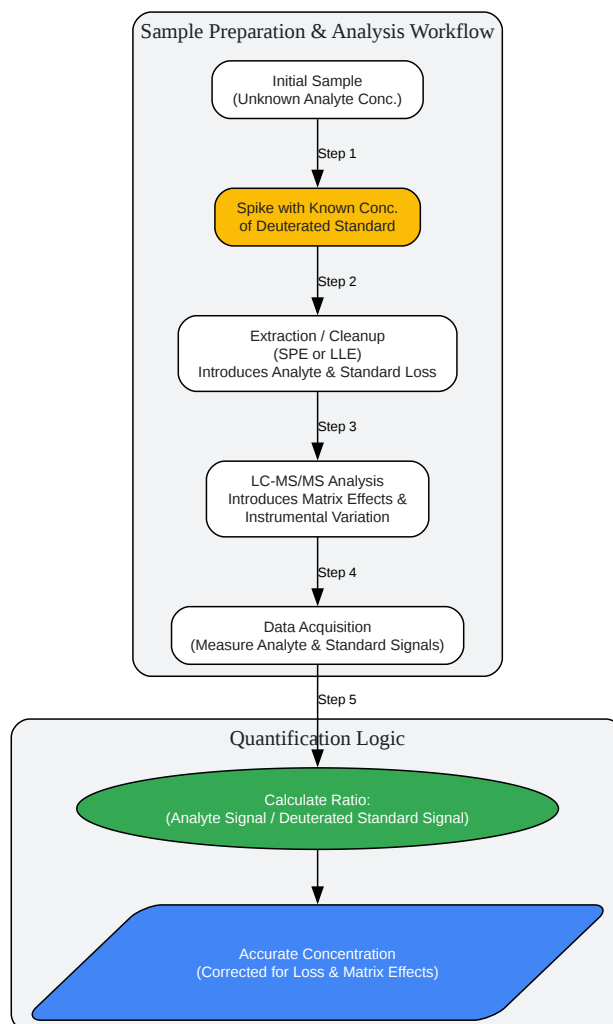 Sample Preparation & Analysis Workflow
Initial Sample
(Unknown Analyte Conc.)
Step 1
Spike with Known Conc.
of Deuterated Standard
Step 2
Extraction / Cleanup
(SPE or LLE)
Introduces Analyte & Standard Loss
Step 3
LC-MS/MS Analysis
Introduces Matrix Effects &
Instrumental Variation
Step 4
Data Acquisition
(Measure Analyte & Standard Signals)
Step 5
Quantification Logic
Calculate Ratio:
(Analyte Signal / Deuterated Standard Signal)
Accurate Concentration
(Corrected for Loss & Matrix Effects)